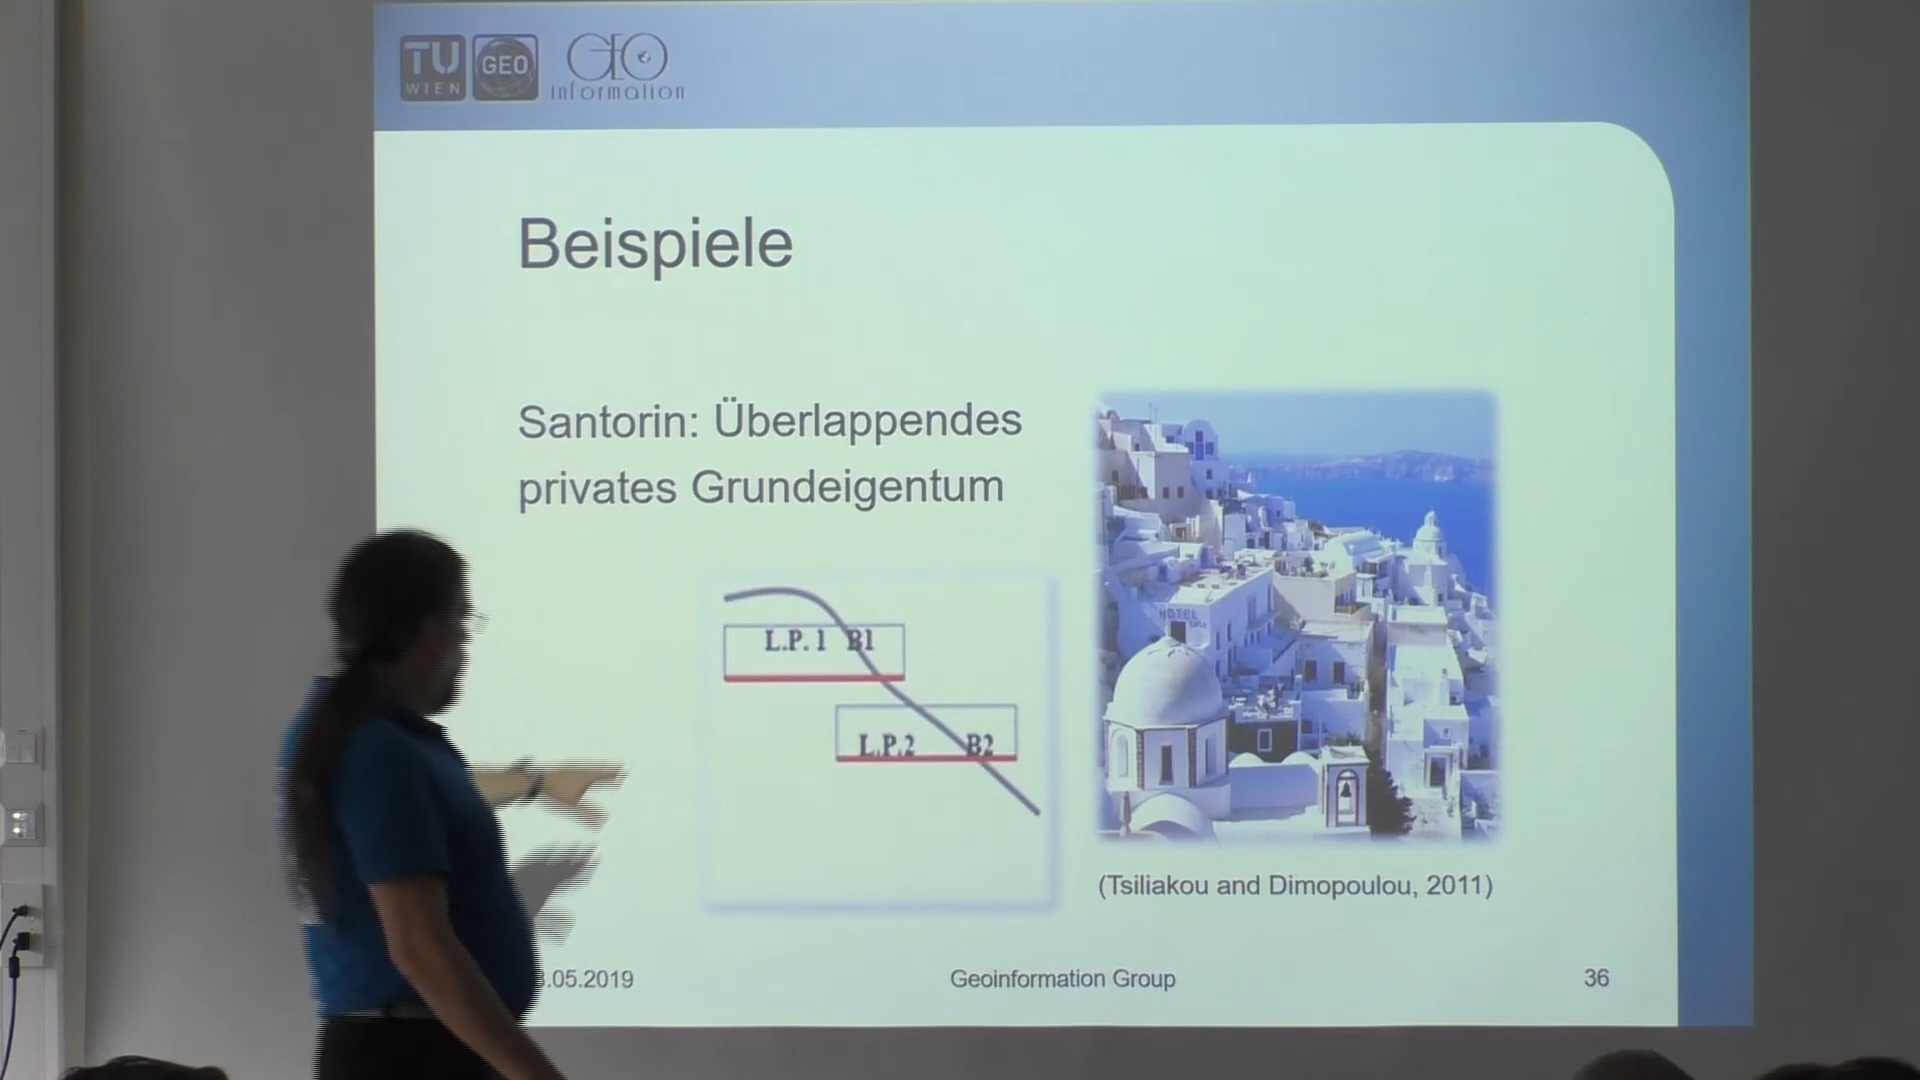 TU
WIEN
GEO
GEO
information
Beispiele
Santorin: Überlappendes
privates Grundeigentum
L.P. 1 B1
L.P.2 B2
HOTEL
(Tsiliakou and Dimopoulou, 2011)
.05.2019
Geoinformation Group
36